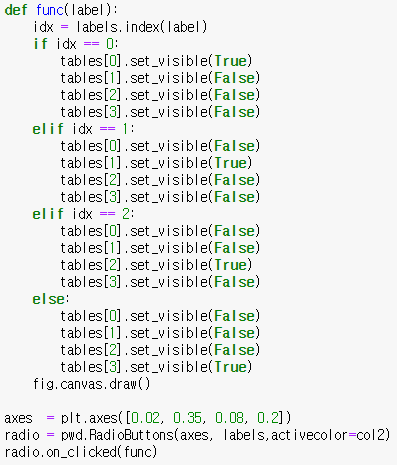 def func(label):
    idx = labels.index(label)
    if idx == 0:
        tables[0].set_visible(True)
        tables[1].set_visible(False)
        tables[2].set_visible(False)
        tables[3].set_visible(False)
    elif idx == 1:
        tables[0].set_visible(False)
        tables[1].set_visible(True)
        tables[2].set_visible(False)
        tables[3].set_visible(False)
    elif idx == 2:
        tables[0].set_visible(False)
        tables[1].set_visible(False)
        tables[2].set_visible(True)
        tables[3].set_visible(False)
    else:
        tables[0].set_visible(False)
        tables[1].set_visible(False)
        tables[2].set_visible(False)
        tables[3].set_visible(True)
    fig.canvas.draw()

axes  = plt.axes([0.02, 0.35, 0.08, 0.2])
radio = pwd.RadioButtons(axes, labels,activecolor=col2)
radio.on_clicked(func)